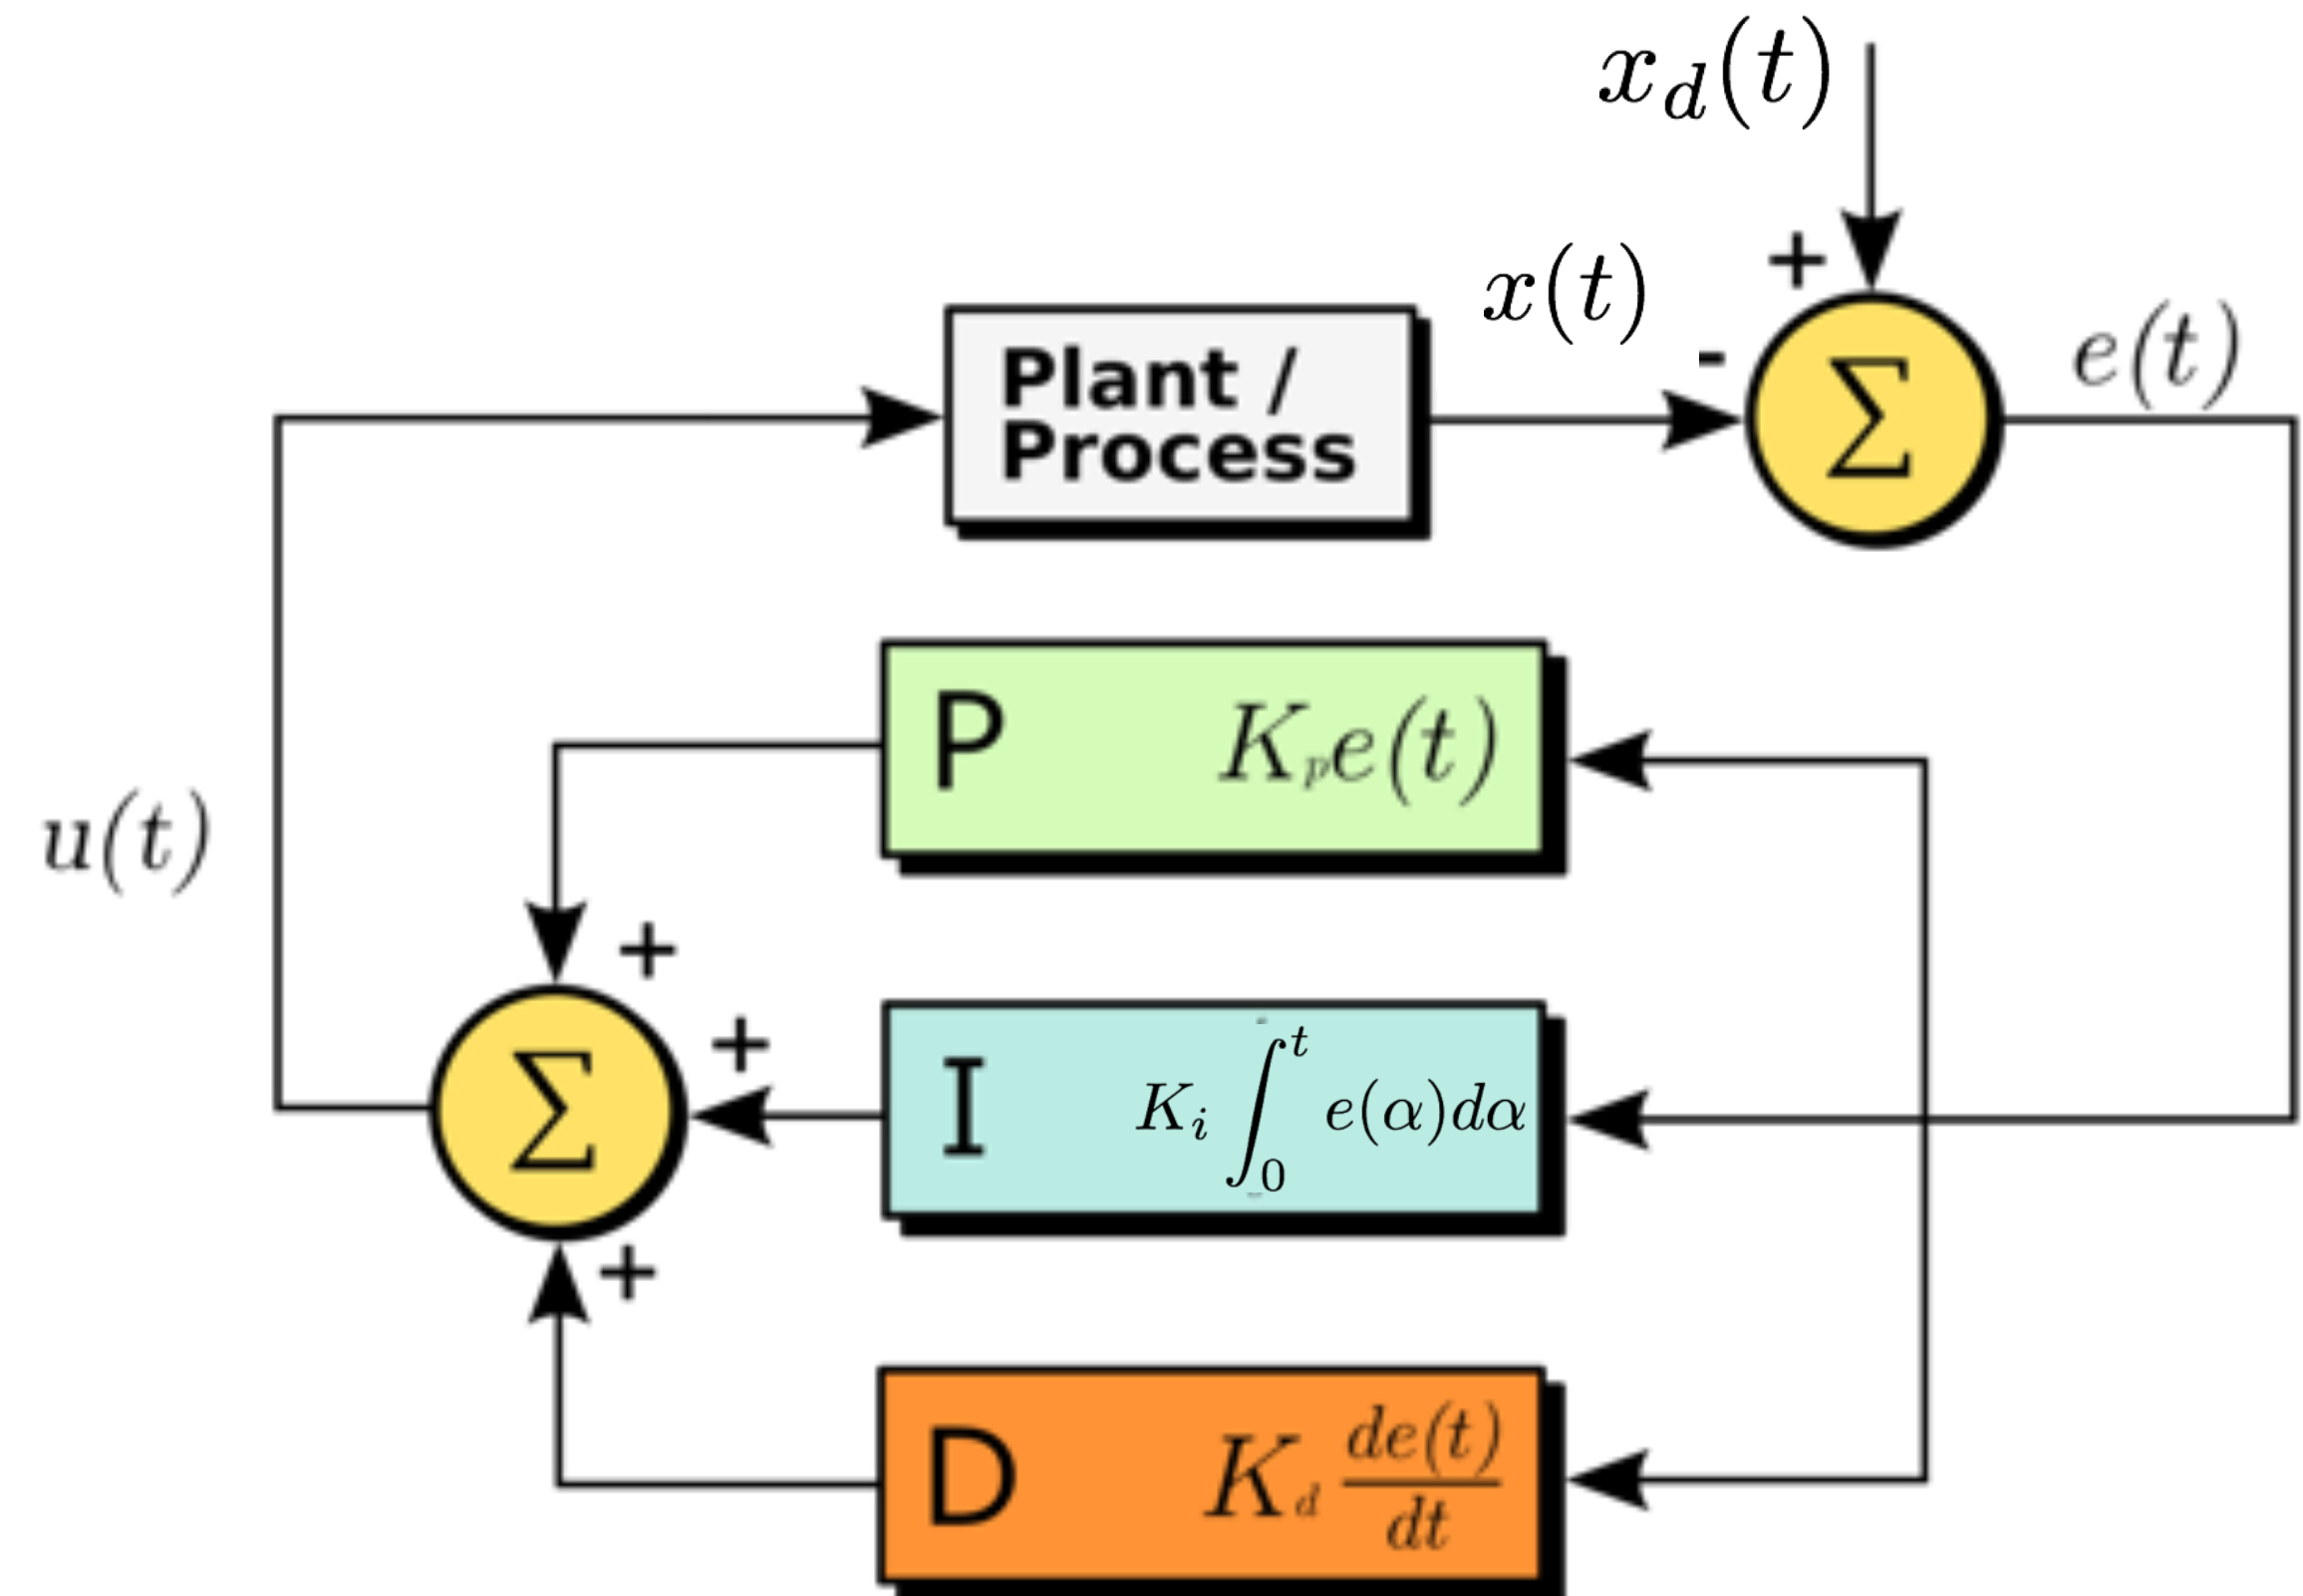 x_d(t)
+
x(t)
-
Plant /
Process
Σ
e(t)
P K_p e(t)
u(t)
+
+
I K_i ∫_0^t e(α)dα
Σ
+
D K_d de(t)/dt